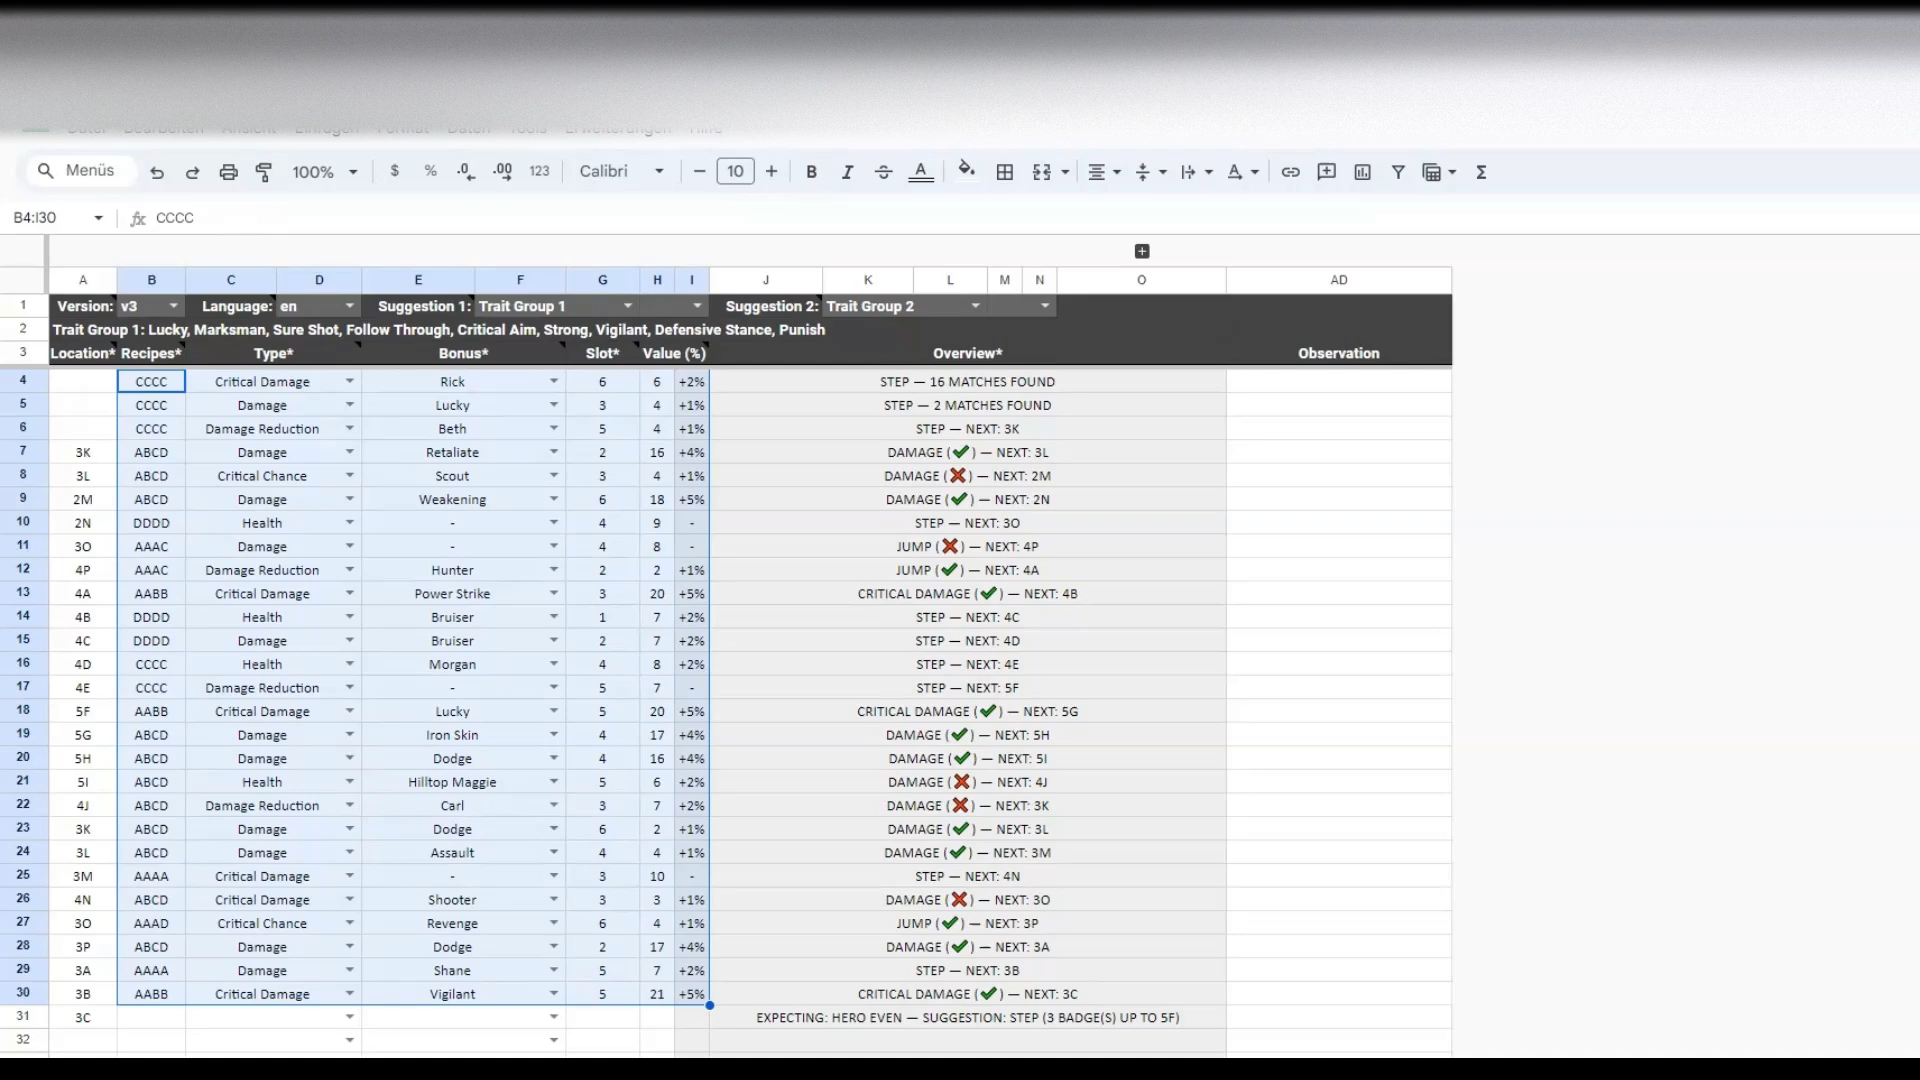 Menüs 100% $ % .0 .00 123 Calibri 10 B I A A Σ
B4:I30 fx CCCC
A B C D E F G H I J K L M N O AD
1 Version: v3 Language: en Suggestion 1: Trait Group 1 Suggestion 2: Trait Group 2
2 Trait Group 1: Lucky, Marksman, Sure Shot, Follow Through, Critical Aim, Strong, Vigilant, Defensive Stance, Punish
3 Location* Recipes* Type* Bonus* Slot* Value (%) Overview* Observation
4 CCCC Critical Damage Rick 6 6 +2% STEP — 16 MATCHES FOUND
5 CCCC Damage Lucky 3 4 +1% STEP — 2 MATCHES FOUND
6 CCCC Damage Reduction Beth 5 4 +1% STEP — NEXT: 3K
7 3K ABCD Damage Retaliate 2 16 +4% DAMAGE (✔) — NEXT: 3L
8 3L ABCD Critical Chance Scout 3 4 +1% DAMAGE (❌) — NEXT: 2M
9 2M ABCD Damage Weakening 6 18 +5% DAMAGE (✔) — NEXT: 2N
10 2N DDDD Health - 4 9 - STEP — NEXT: 3O
11 3O AAAC Damage - 4 8 - JUMP (❌) — NEXT: 4P
12 4P AAAC Damage Reduction Hunter 2 2 +1% JUMP (✔) — NEXT: 4A
13 4A AABB Critical Damage Power Strike 3 20 +5% CRITICAL DAMAGE (✔) — NEXT: 4B
14 4B DDDD Health Bruiser 1 7 +2% STEP — NEXT: 4C
15 4C DDDD Damage Bruiser 2 7 +2% STEP — NEXT: 4D
16 4D CCCC Health Morgan 4 8 +2% STEP — NEXT: 4E
17 4E CCCC Damage Reduction - 5 7 - STEP — NEXT: 5F
18 5F AABB Critical Damage Lucky 5 20 +5% CRITICAL DAMAGE (✔) — NEXT: 5G
19 5G ABCD Damage Iron Skin 4 17 +4% DAMAGE (✔) — NEXT: 5H
20 5H ABCD Damage Dodge 4 16 +4% DAMAGE (✔) — NEXT: 5I
21 5I ABCD Health Hilltop Maggie 5 6 +2% DAMAGE (❌) — NEXT: 4J
22 4J ABCD Damage Reduction Carl 3 7 +2% DAMAGE (❌) — NEXT: 3K
23 3K ABCD Damage Dodge 6 2 +1% DAMAGE (✔) — NEXT: 3L
24 3L ABCD Damage Assault 4 4 +1% DAMAGE (✔) — NEXT: 3M
25 3M AAAA Critical Damage - 3 10 - STEP — NEXT: 4N
26 4N ABCD Critical Damage Shooter 3 3 +1% DAMAGE (❌) — NEXT: 3O
27 3O AAAD Critical Chance Revenge 6 4 +1% JUMP (✔) — NEXT: 3P
28 3P ABCD Damage Dodge 2 17 +4% DAMAGE (✔) — NEXT: 3A
29 3A AAAA Damage Shane 5 7 +2% STEP — NEXT: 3B
30 3B AABB Critical Damage Vigilant 5 21 +5% CRITICAL DAMAGE (✔) — NEXT: 3C
31 3C EXPECTING: HERO EVEN — SUGGESTION: STEP (3 BADGE(S) UP TO 5F)
32